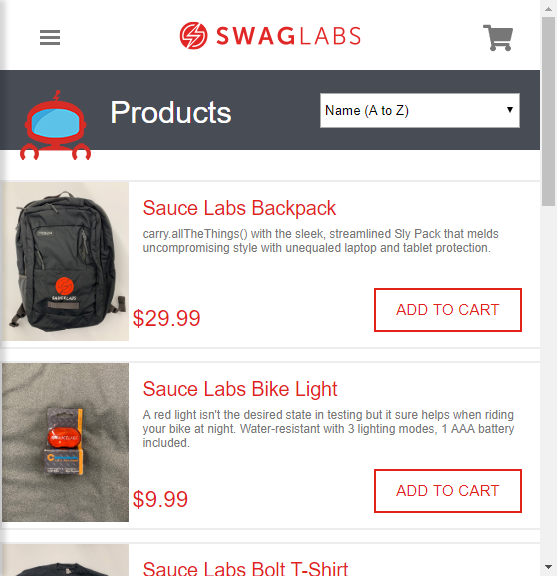 SWAGLABS
Products
Name (A to Z)
Sauce Labs Backpack
carry.allTheThings() with the sleek, streamlined Sly Pack that melds
uncompromising style with unequaled laptop and tablet protection.
SAUCELABS
$29.99
ADD TO CART
Sauce Labs Bike Light
A red light isn't the desired state in testing but it sure helps when riding
your bike at night. Water-resistant with 3 lighting modes, 1 AAA battery
included.
$9.99
ADD TO CART
Sauce Labs Bolt T-Shirt